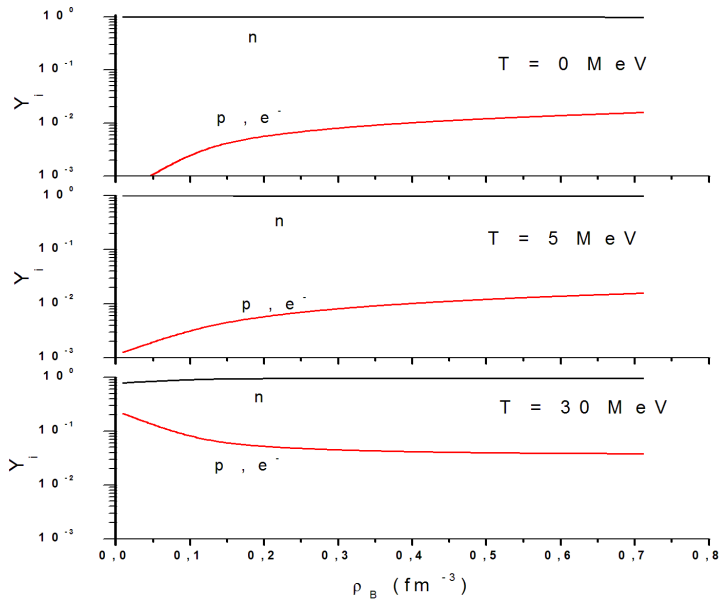 10⁰
n
T = 0 MeV
10⁻¹
Yᵢ
p , e⁻
10⁻²
10⁻³
10⁰
n
T = 5 MeV
10⁻¹
Yᵢ
p , e⁻
10⁻²
10⁻³
10⁰
n
T = 30 MeV
10⁻¹
Yᵢ
p , e⁻
10⁻²
10⁻³
0,0 0,1 0,2 0,3 0,4 0,5 0,6 0,7 0,8
ρ_B (fm⁻³)